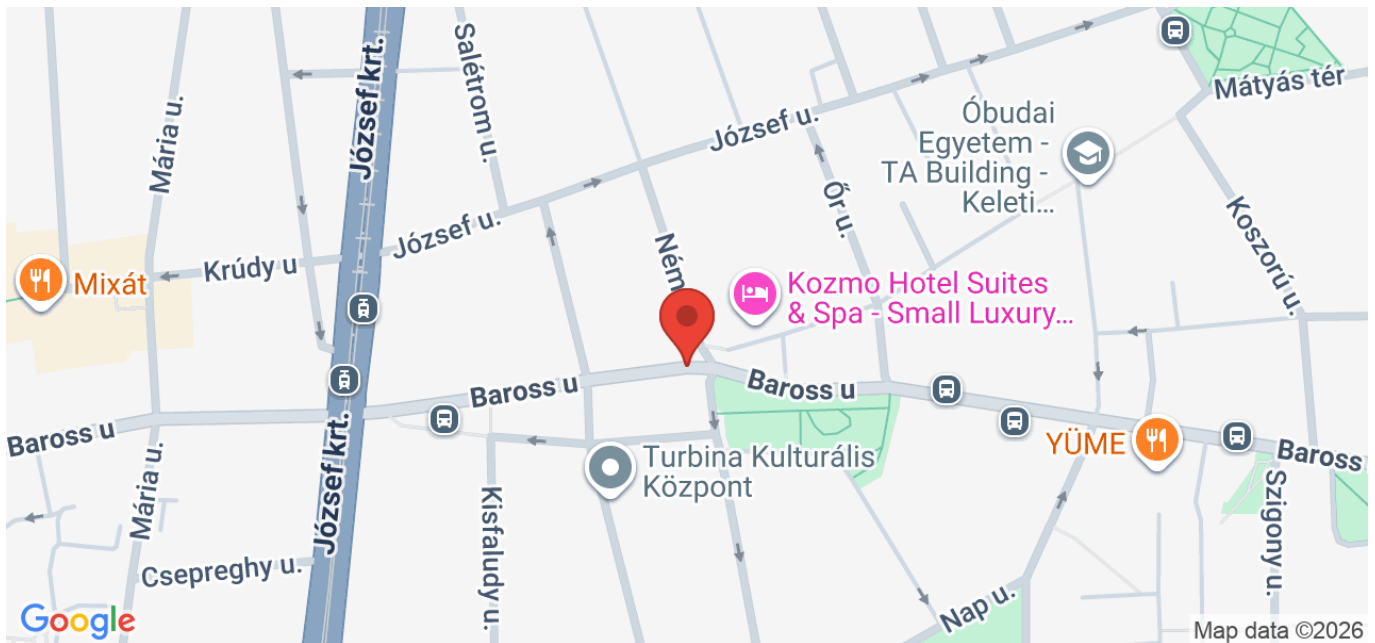 Salétrom u.
József krt.
Mária u.
József u.
Mátyás tér
Óbudai
Egyetem -
TA Building -
Keleti...
Őr u.
József u.
Krúdy u
Mixát
Ném
Koszorú u.
Kozmo Hotel Suites
& Spa - Small Luxury...
Baross u
Baross u
Baross u
József krt.
Mária u.
YÜME
Baross
Turbina Kulturális
Központ
Kisfaludy u.
Szigony u.
Csepreghy u.
Nap u.
Google
Map data ©2026